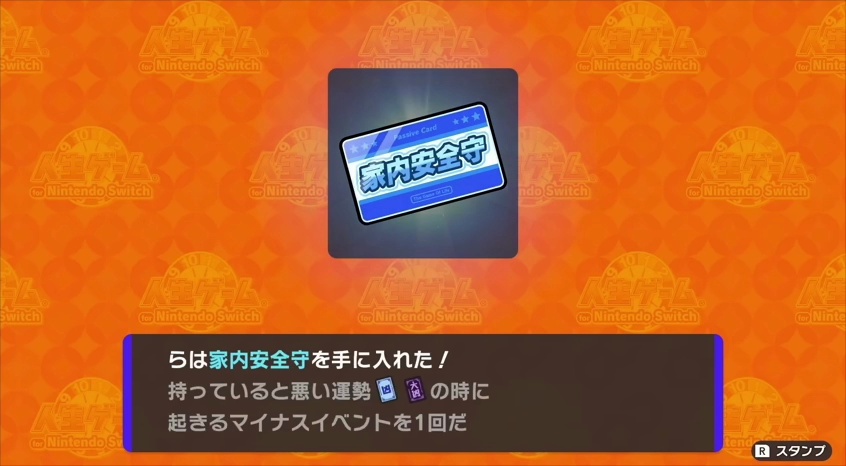 人生ゲーム
for Nintendo Switch
Passive Card
家内安全守
The Game of Life
らは家内安全守を手に入れた！
持っていると悪い運勢 凶 大凶 の時に
起きるマイナスイベントを1回だ
R スタンプ